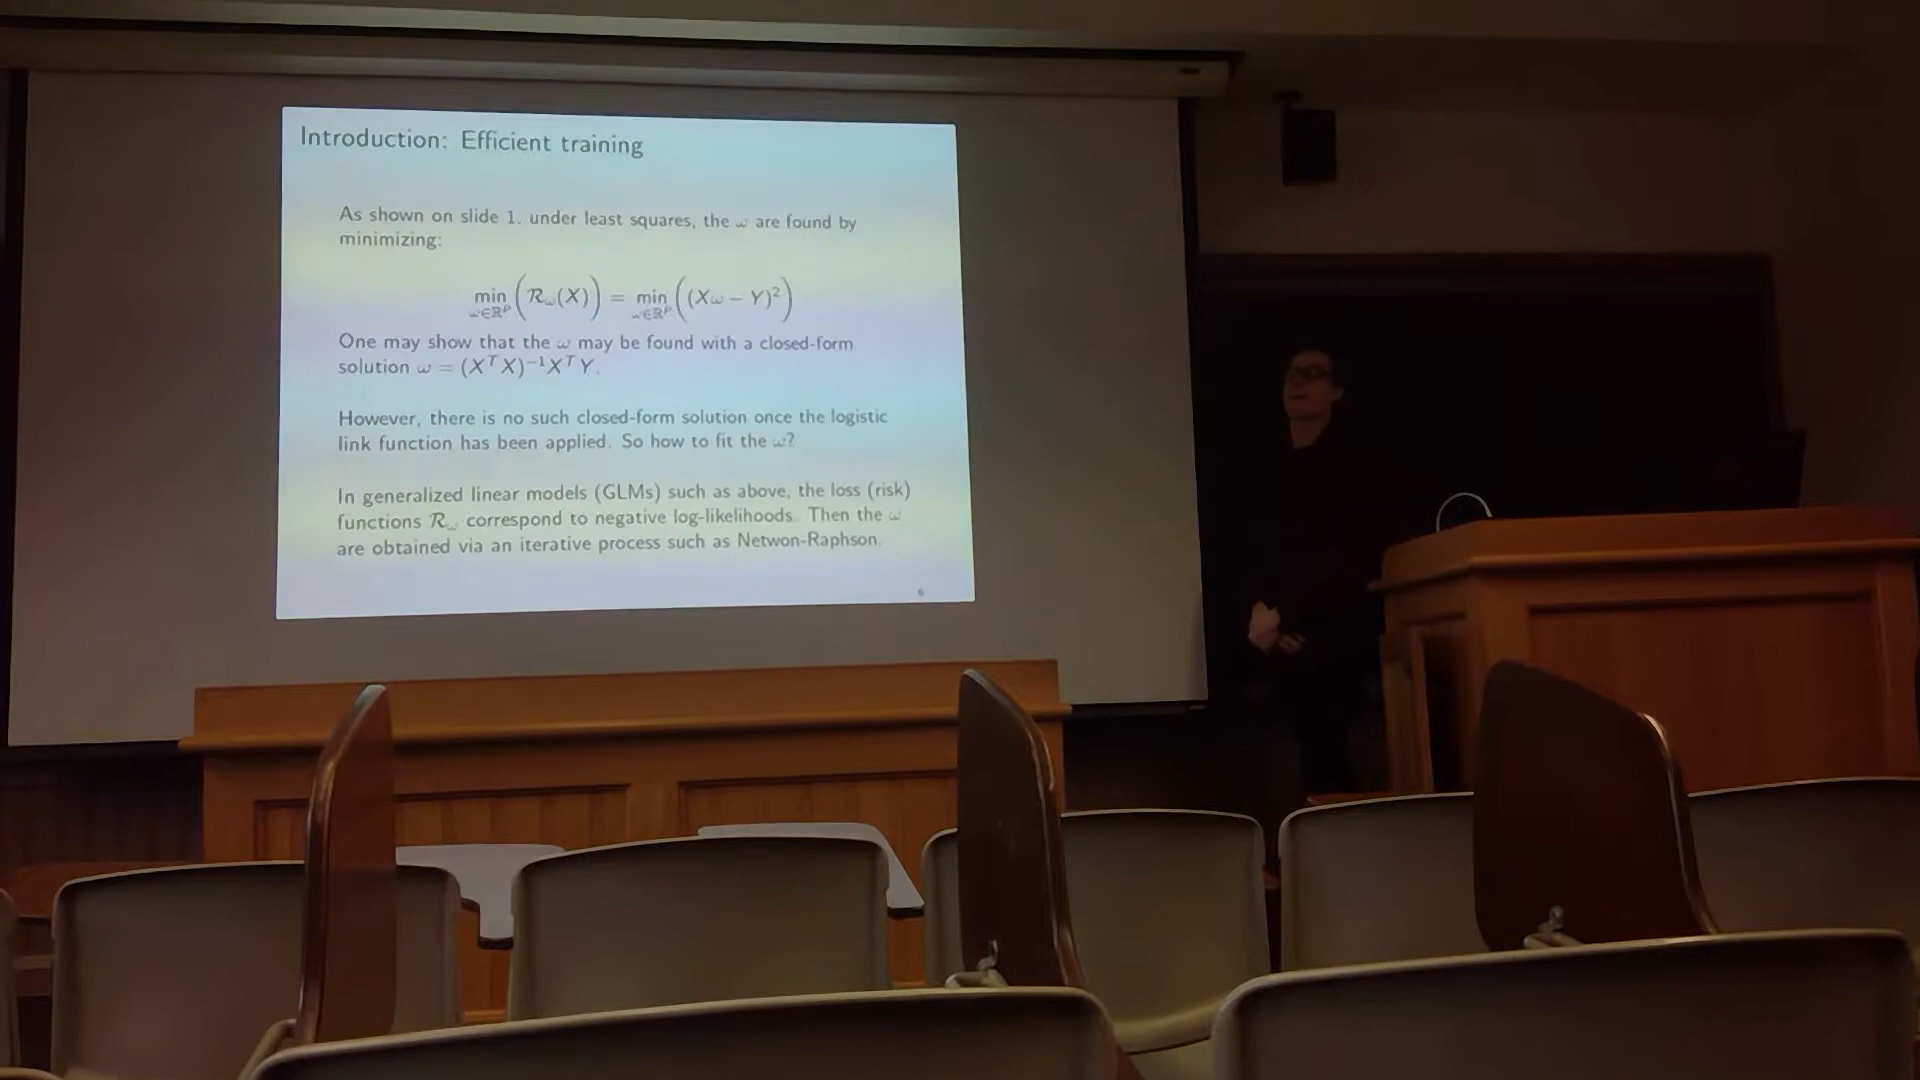 Introduction: Efficient training
As shown on slide 1. under least squares, the ω are found by
minimizing:
min_{ω∈ℝ^p} (𝓡_ω(X)) = min_{ω∈ℝ^p} ((Xω − Y)²)
One may show that the ω may be found with a closed-form
solution ω = (XᵀX)⁻¹XᵀY.
However, there is no such closed-form solution once the logistic
link function has been applied. So how to fit the ω?
In generalized linear models (GLMs) such as above, the loss (risk)
functions 𝓡_ω correspond to negative log-likelihoods. Then the ω
are obtained via an iterative process such as Netwon-Raphson.